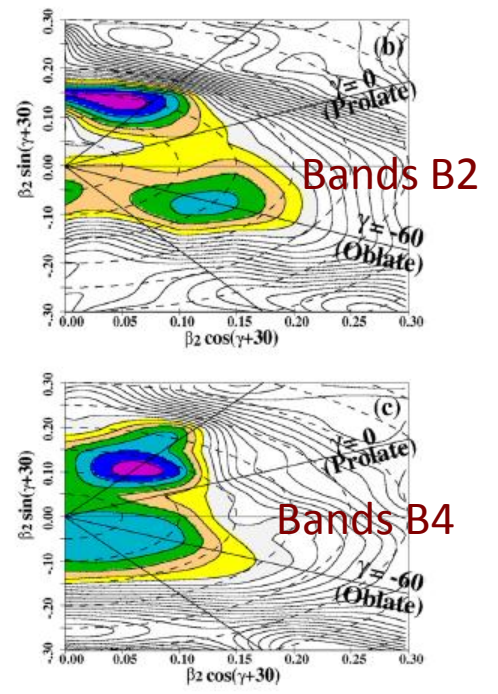 0.30
(b)
0.20
γ= 0
(Prolate)
0.10
β2 sin(γ+30)
0.00
Bands B2
-.10
γ= -60
(Oblate)
-.20
-.30
0.00 0.05 0.10 0.15 0.20 0.25 0.30
β2 cos(γ+30)
0.30
(c)
0.20
γ= 0
(Prolate)
0.10
β2 sin(γ+30)
0.00
Bands B4
-.10
γ= -60
(Oblate)
-.20
-.30
0.00 0.05 0.10 0.15 0.20 0.25 0.30
β2 cos(γ+30)